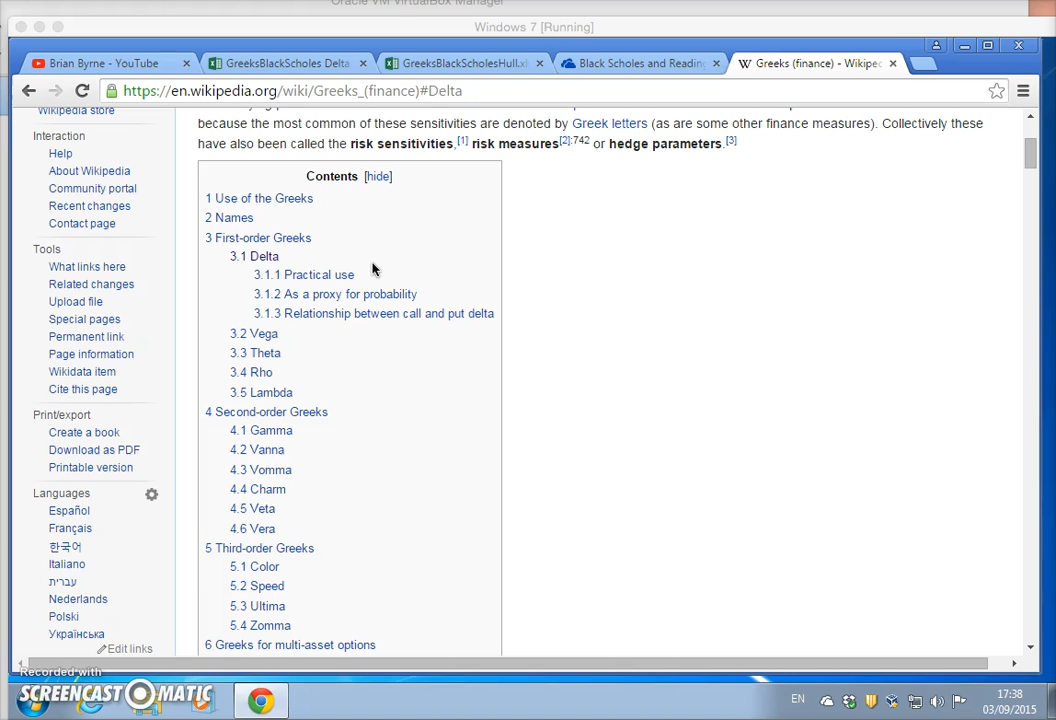 Oracle VM VirtualBox Manager
Windows 7 [Running]
Brian Byrne - YouTube
GreeksBlackScholes Delta
GreeksBlackScholesHull.xl
Black Scholes and Reading
Greeks (finance) - Wikipec
https://en.wikipedia.org/wiki/Greeks_(finance)#Delta
Wikipedia store
Interaction
Help
About Wikipedia
Community portal
Recent changes
Contact page
Tools
What links here
Related changes
Upload file
Special pages
Permanent link
Page information
Wikidata item
Cite this page
Print/export
Create a book
Download as PDF
Printable version
Languages
Español
Français
한국어
Italiano
עברית
Nederlands
Polski
Українська
Edit links
because the most common of these sensitivities are denoted by Greek letters (as are some other finance measures). Collectively these
have also been called the risk sensitivities,[1] risk measures[2]:742 or hedge parameters.[3]
Contents [hide]
1 Use of the Greeks
2 Names
3 First-order Greeks
3.1 Delta
3.1.1 Practical use
3.1.2 As a proxy for probability
3.1.3 Relationship between call and put delta
3.2 Vega
3.3 Theta
3.4 Rho
3.5 Lambda
4 Second-order Greeks
4.1 Gamma
4.2 Vanna
4.3 Vomma
4.4 Charm
4.5 Veta
4.6 Vera
5 Third-order Greeks
5.1 Color
5.2 Speed
5.3 Ultima
5.4 Zomma
6 Greeks for multi-asset options
Recorded with
SCREENCAST-O-MATIC
EN
17:38
03/09/2015